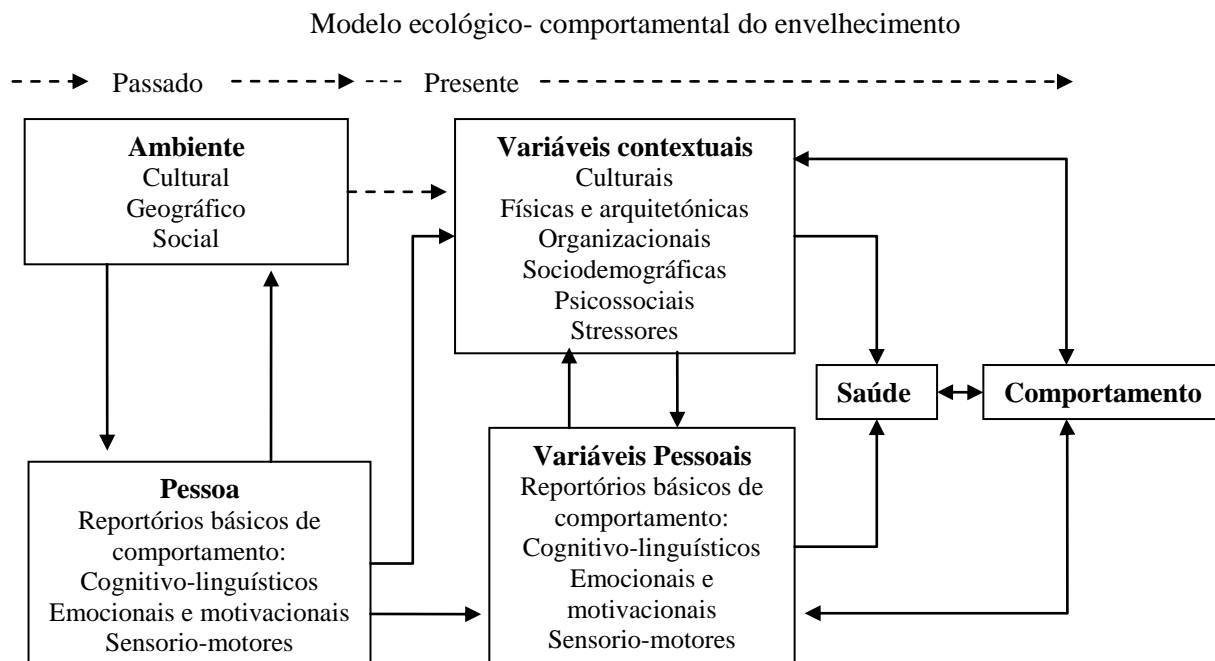 Modelo ecológico- comportamental do envelhecimento
Passado
Presente
Ambiente
Cultural
Geográfico
Social
Variáveis contextuais
Culturais
Físicas e arquitetónicas
Organizacionais
Sociodemográficas
Psicossociais
Stressores
Saúde
Comportamento
Pessoa
Reportórios básicos de
comportamento:
Cognitivo-linguísticos
Emocionais e motivacionais
Sensorio-motores
Variáveis Pessoais
Reportórios básicos de
comportamento:
Cognitivo-linguísticos
Emocionais e
motivacionais
Sensorio-motores